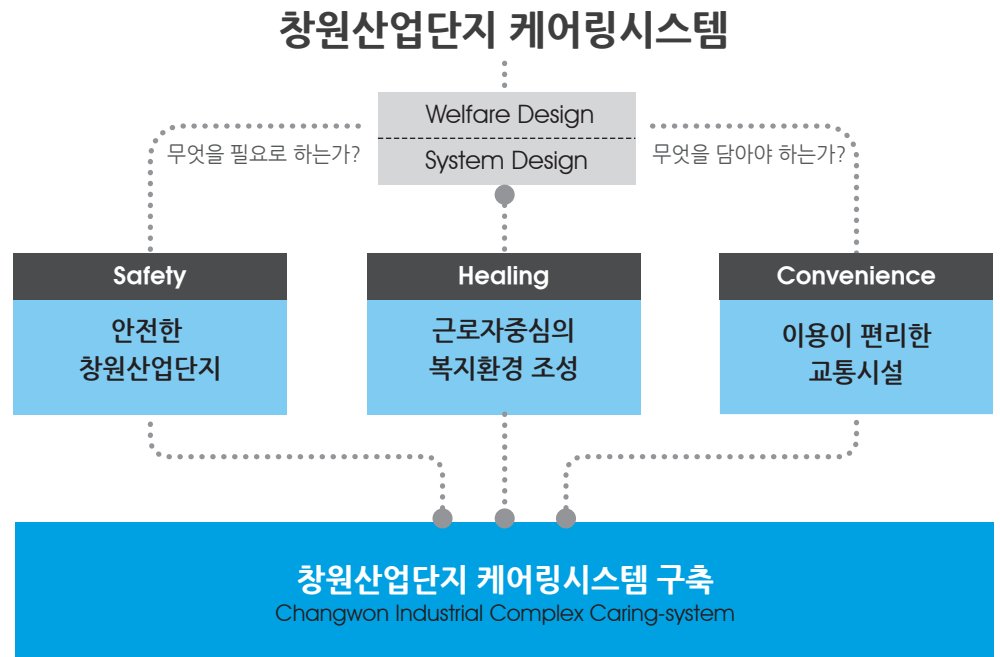 창원산업단지 케어링시스템
Welfare Design
System Design
무엇을 필요로 하는가?
무엇을 담아야 하는가?
Safety
안전한
창원산업단지
Healing
근로자중심의
복지환경 조성
Convenience
이용이 편리한
교통시설
창원산업단지 케어링시스템 구축
Changwon Industrial Complex Caring-system